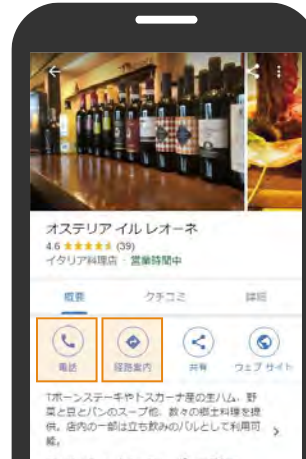 オステリア イル レオーネ
4.6 ★★★★★ (39)
イタリア料理店 · 営業時間中
概要 クチコミ 詳細
電話 経路案内 共有 ウェブ サイト
Tボーンステーキやトスカーナ産の生ハム、野
菜と豆とパンのスープ他、数々の郷土料理を提
供。店内の一部は立ち飲みのバルとして利用可
能。